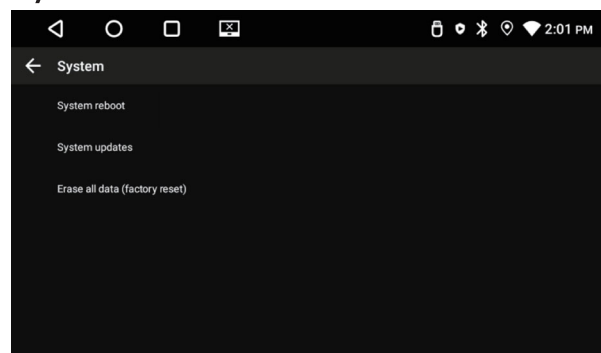 2:01 PM
System
System reboot
System updates
Erase all data (factory reset)